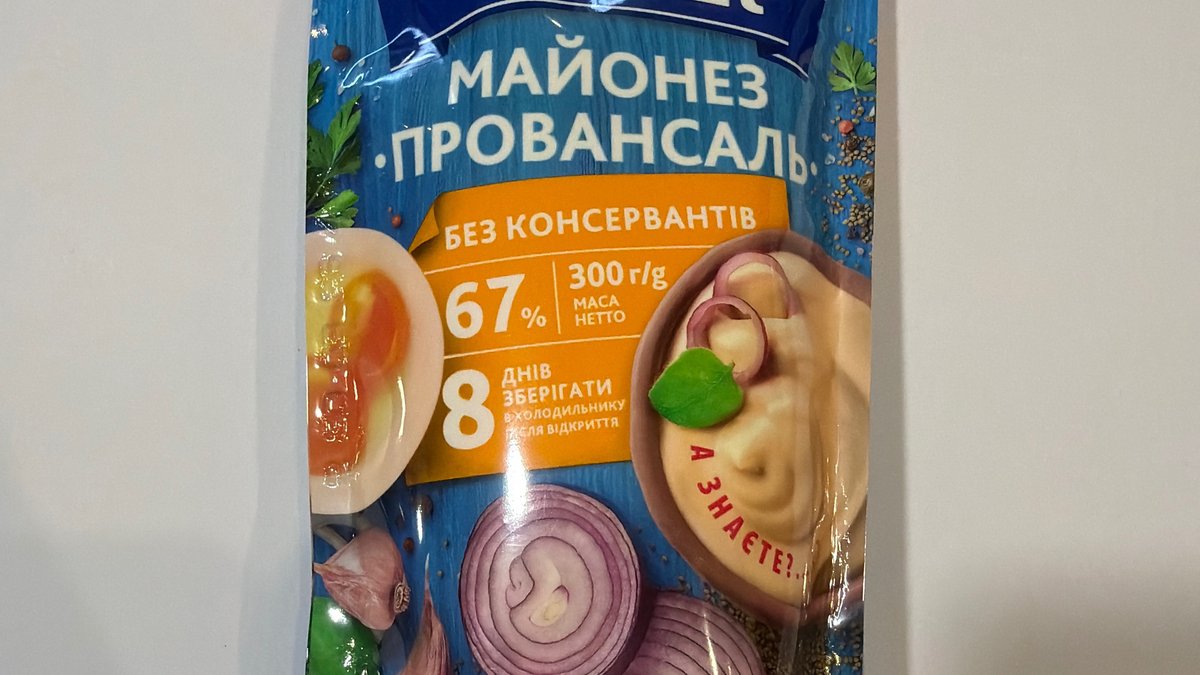 МАЙОНЕЗ
·ПРОВАНСАЛЬ·
БЕЗ КОНСЕРВАНТІВ
67%
300 г/g
МАСА
НЕТТО
8
ДНІВ
ЗБЕРІГАТИ
В ХОЛОДИЛЬНИКУ
ПІСЛЯ ВІДКРИТТЯ
А ЗНАЄТЕ?..